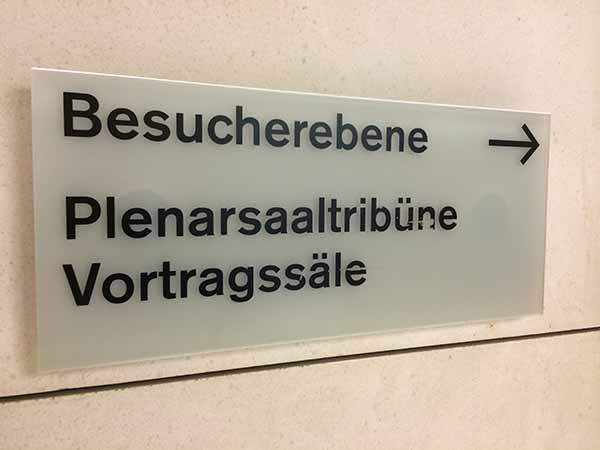 Besucherebene →
Plenarsaaltribüne
Vortragssäle